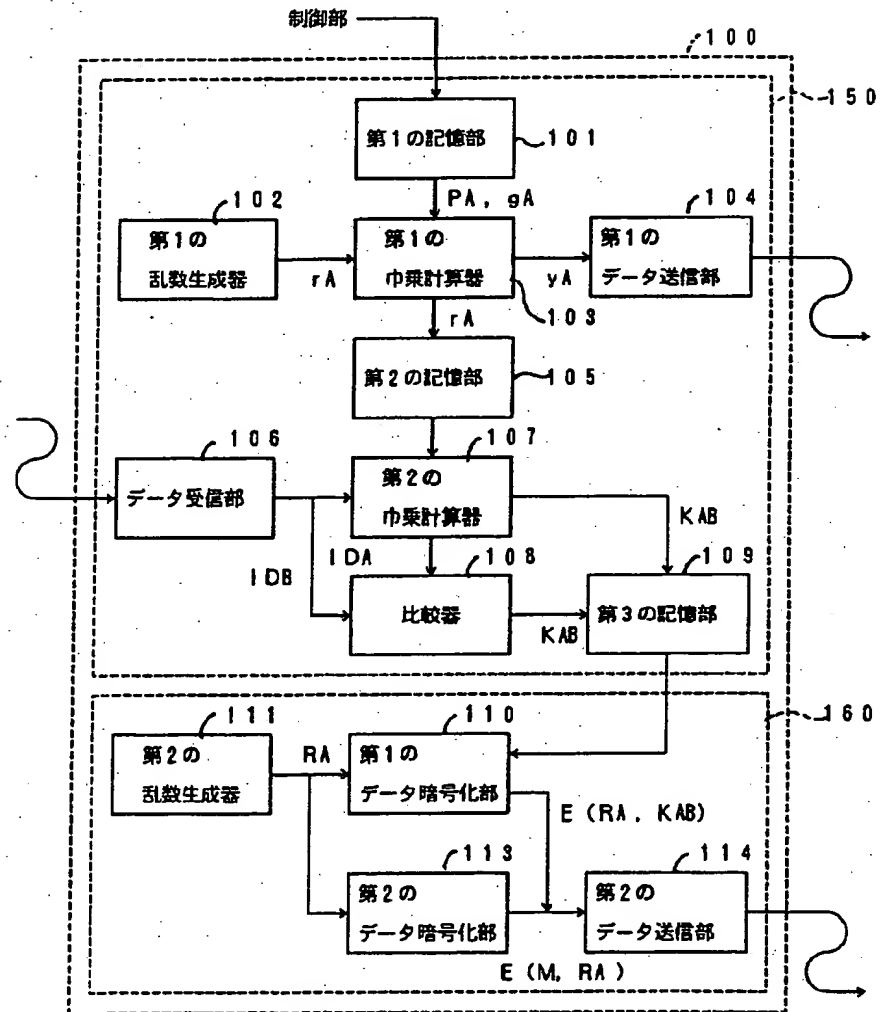 制御部
100
150
第1の記憶部
101
PA, gA
102
104
第1の
乱数生成器
rA
第1の
巾乗計算器
yA
第1の
データ送信部
103
rA
第2の記憶部
105
106
107
データ受信部
第2の
巾乗計算器
KAB
IDB
IDA
108
109
比較器
KAB
第3の記憶部
160
111
110
第2の
乱数生成器
RA
第1の
データ暗号化部
E (RA, KAB)
113
114
第2の
データ暗号化部
第2の
データ送信部
E (M, RA)